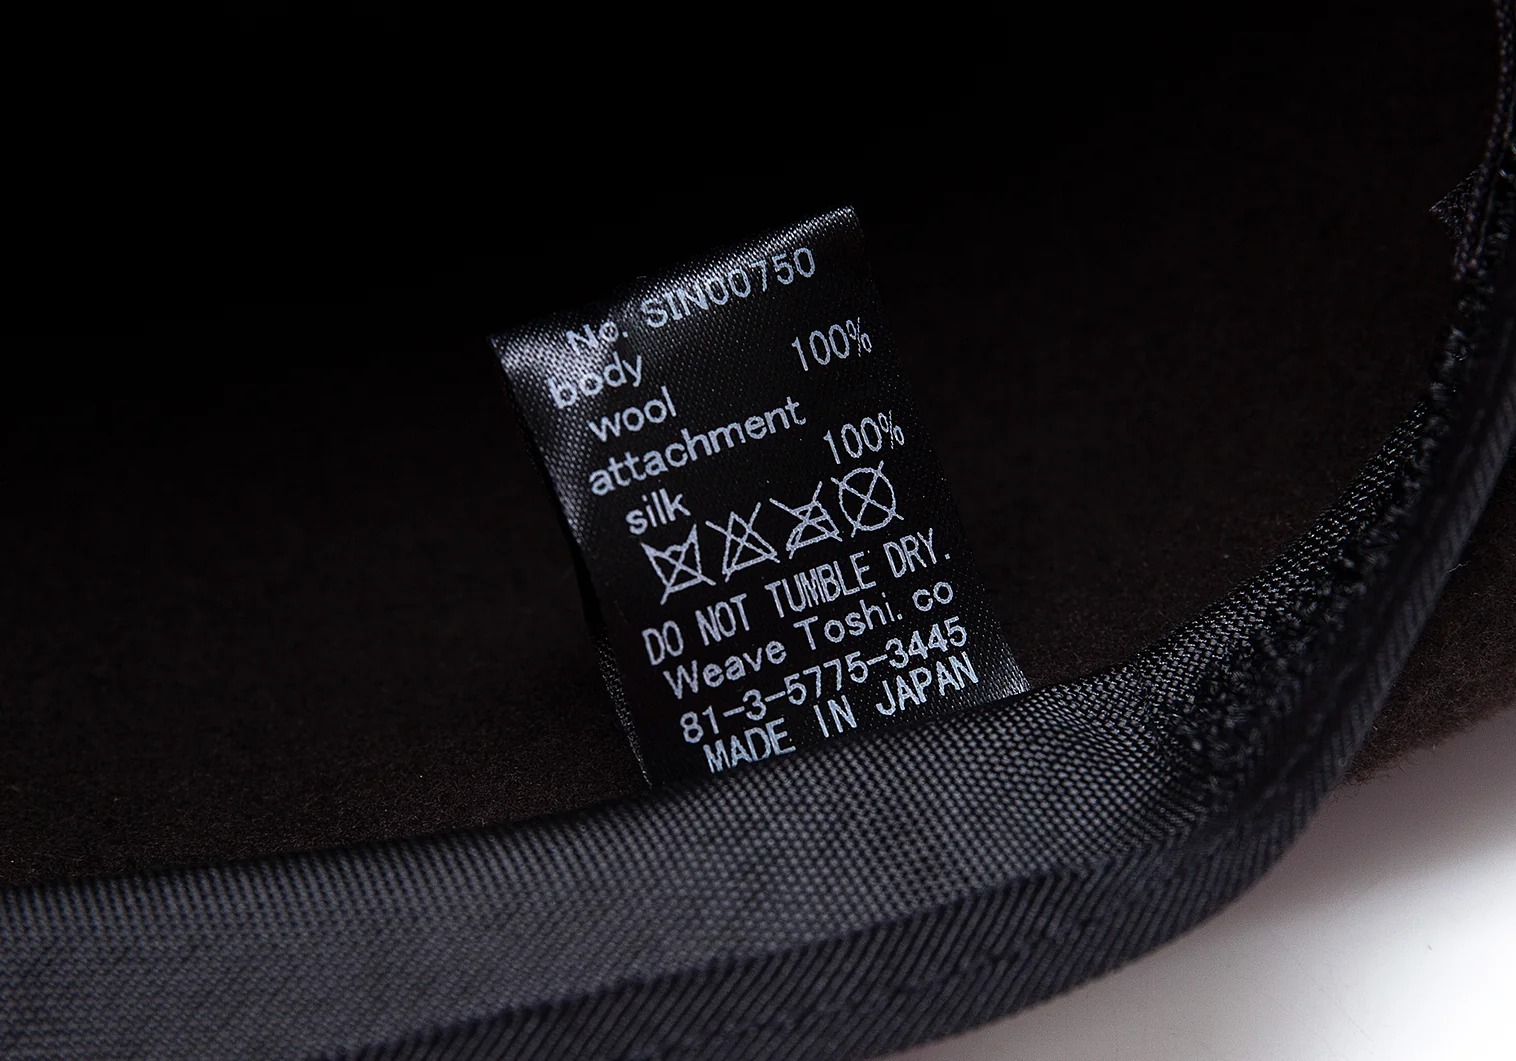 No. SIN00750
body
wool 100%
attachment
silk 100%
DO NOT TUMBLE DRY.
Weave Toshi. co
81-3-5775-3445
MADE IN JAPAN